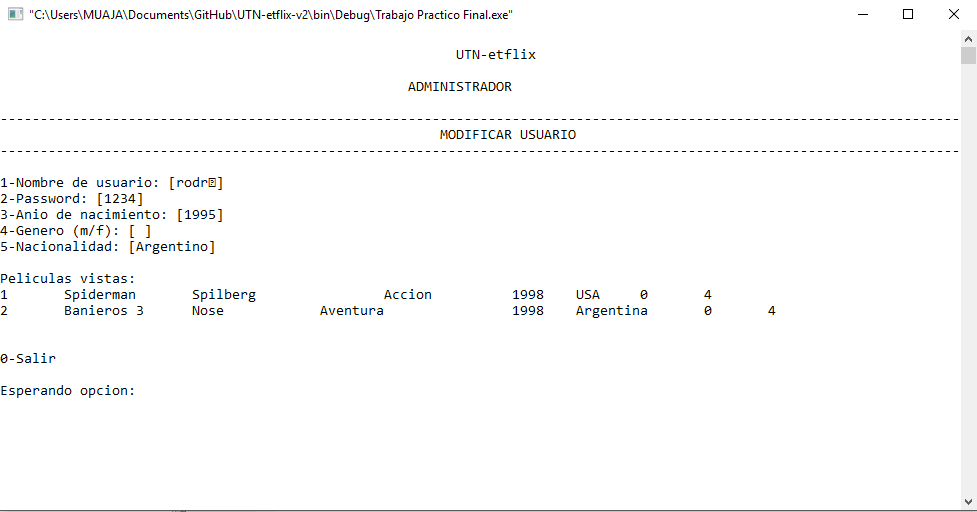 "C:\Users\MUAJA\Documents\GitHub\UTN-etflix-v2\bin\Debug\Trabajo Practico Final.exe"
UTN-etflix
ADMINISTRADOR
MODIFICAR USUARIO
1-Nombre de usuario: [rodr]
2-Password: [1234]
3-Anio de nacimiento: [1995]
4-Genero (m/f): [ ]
5-Nacionalidad: [Argentino]
Peliculas vistas:
1 Spiderman Spilberg Accion 1998 USA 0 4
2 Banieros 3 Nose Aventura 1998 Argentina 0 4
0-Salir
Esperando opcion: